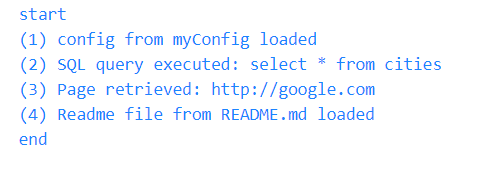 start
(1) config from myConfig loaded
(2) SQL query executed: select * from cities
(3) Page retrieved: http://google.com
(4) Readme file from README.md loaded
end